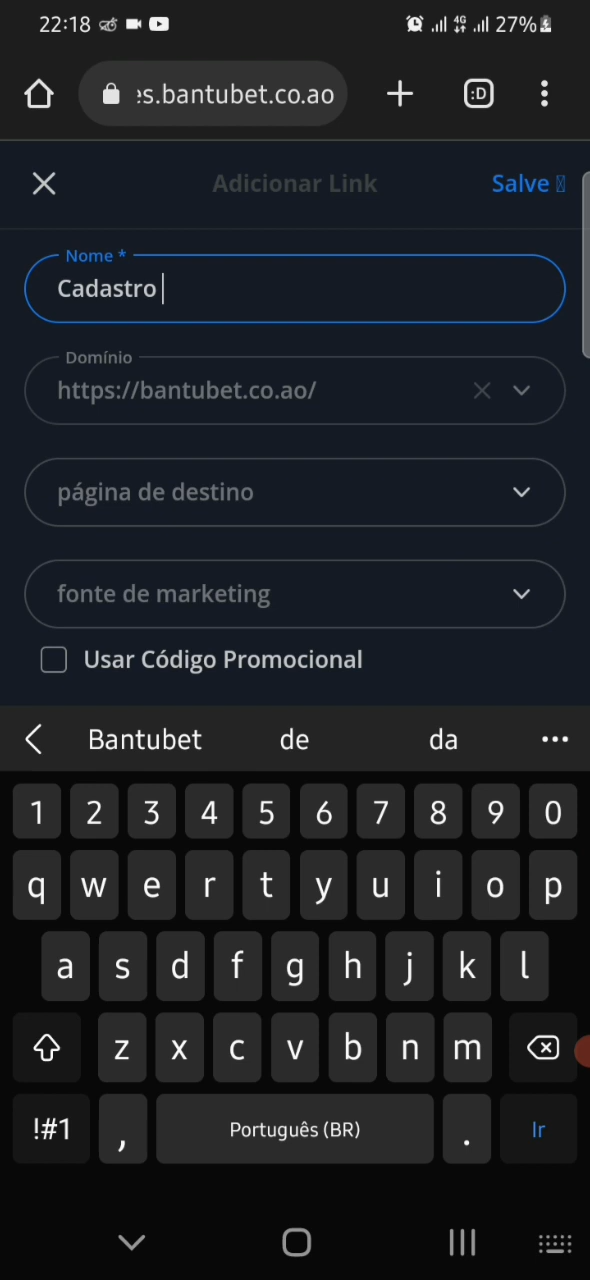 22:18 4G 27%
es.bantubet.co.ao :D
Adicionar Link Salve
Nome *
Cadastro
Domínio
https://bantubet.co.ao/
página de destino
fonte de marketing
Usar Código Promocional
Bantubet de da ...
1 2 3 4 5 6 7 8 9 0
q w e r t y u i o p
a s d f g h j k l
z x c v b n m
!#1 , Português (BR) . Ir